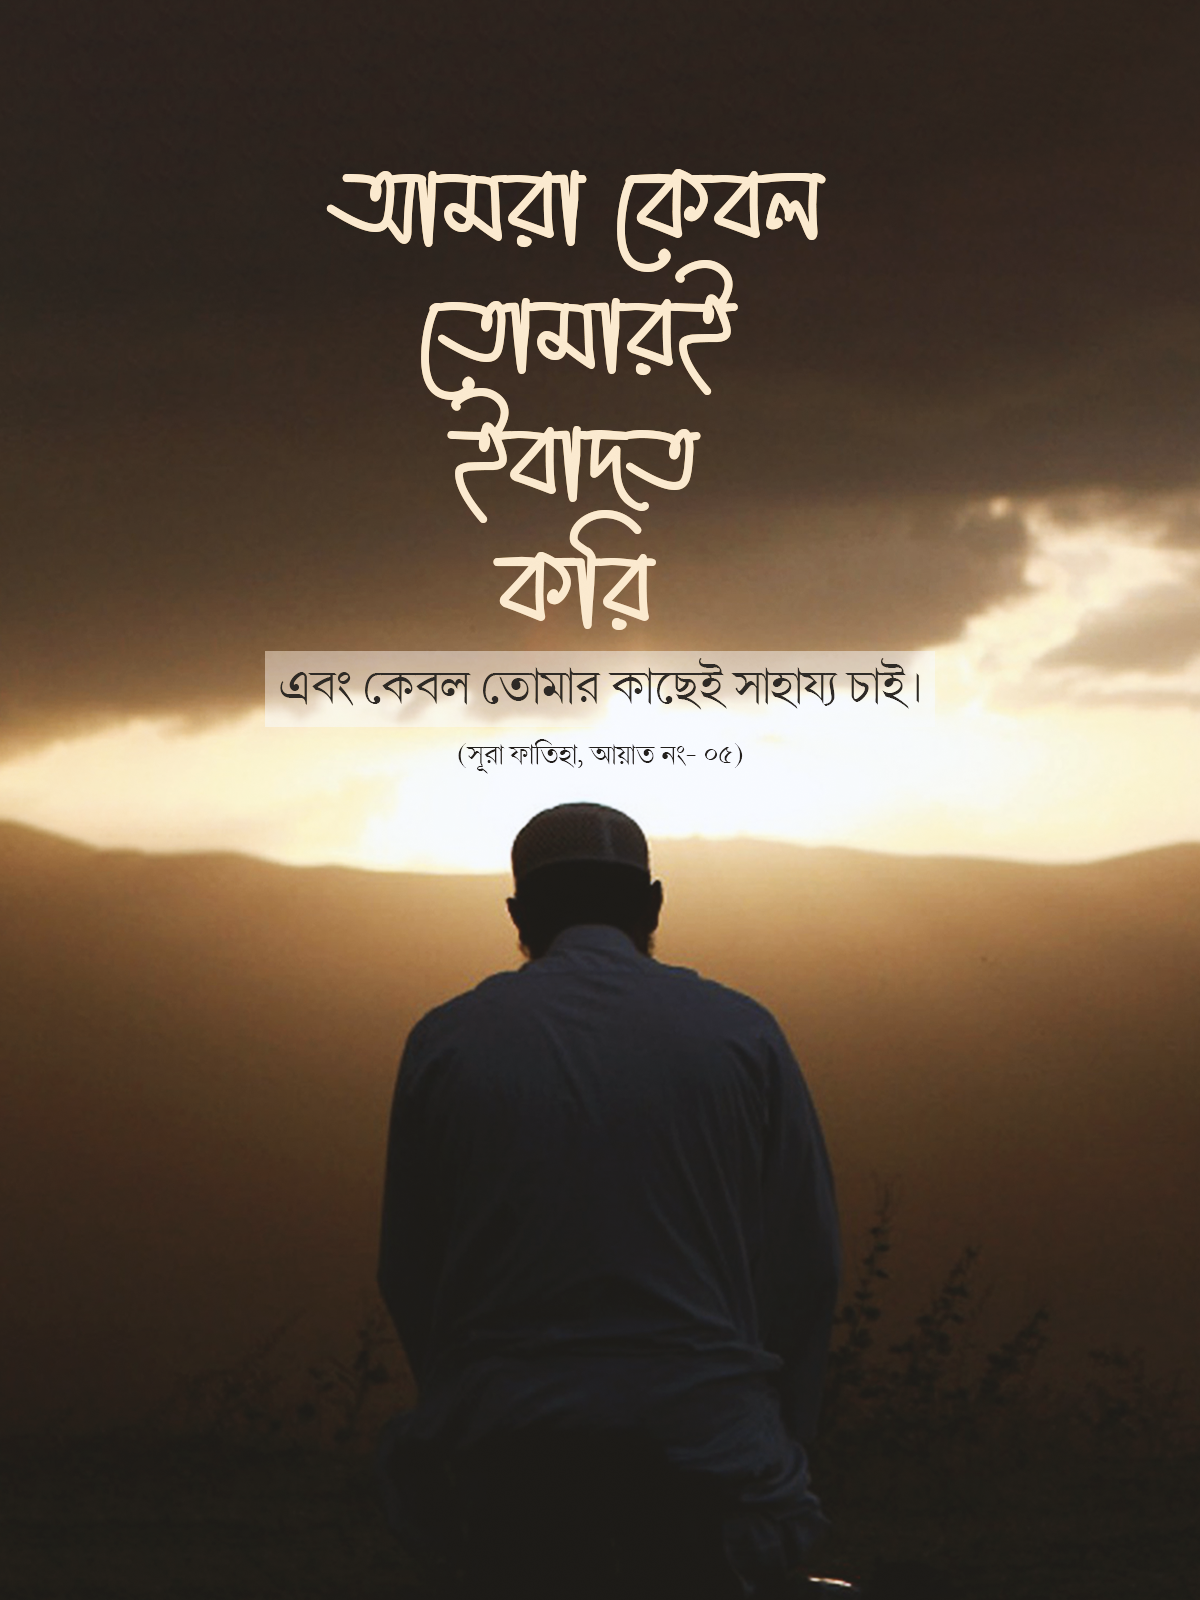 আমরা কেবল
তোমারই
ইবাদত
করি
এবং কেবল তোমার কাছেই সাহায্য চাই।
(সূরা ফাতিহা, আয়াত নং- ০৫)